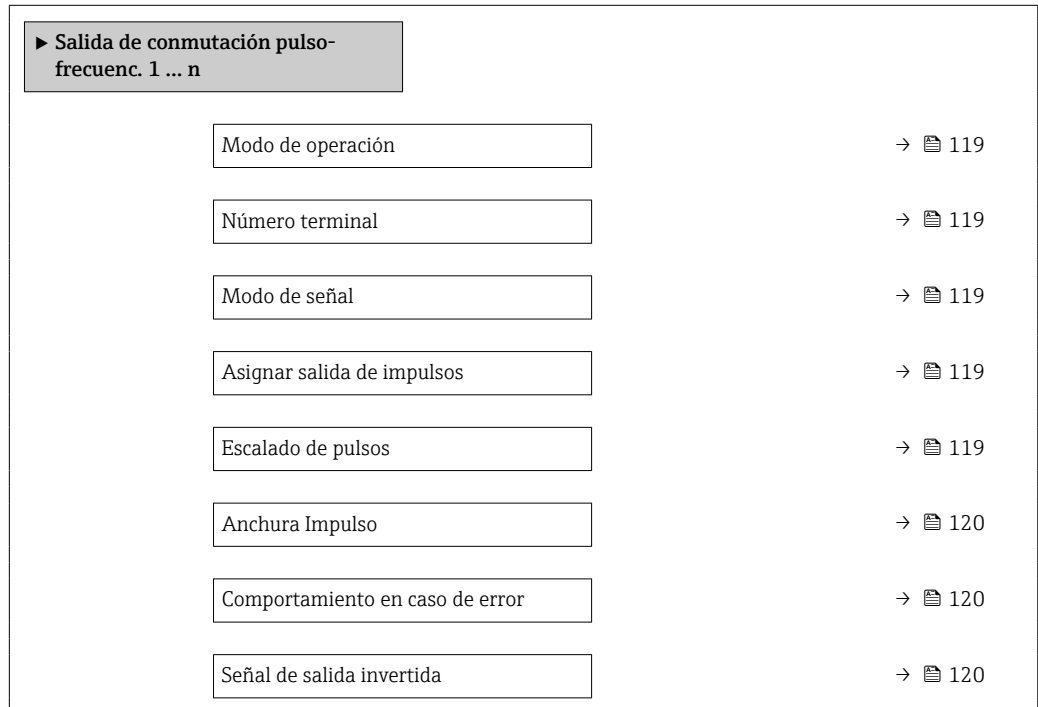 ▸ Salida de conmutación pulso-
frecuenc. 1 ... n
Modo de operación → 119
Número terminal → 119
Modo de señal → 119
Asignar salida de impulsos → 119
Escalado de pulsos → 119
Anchura Impulso → 120
Comportamiento en caso de error → 120
Señal de salida invertida → 120